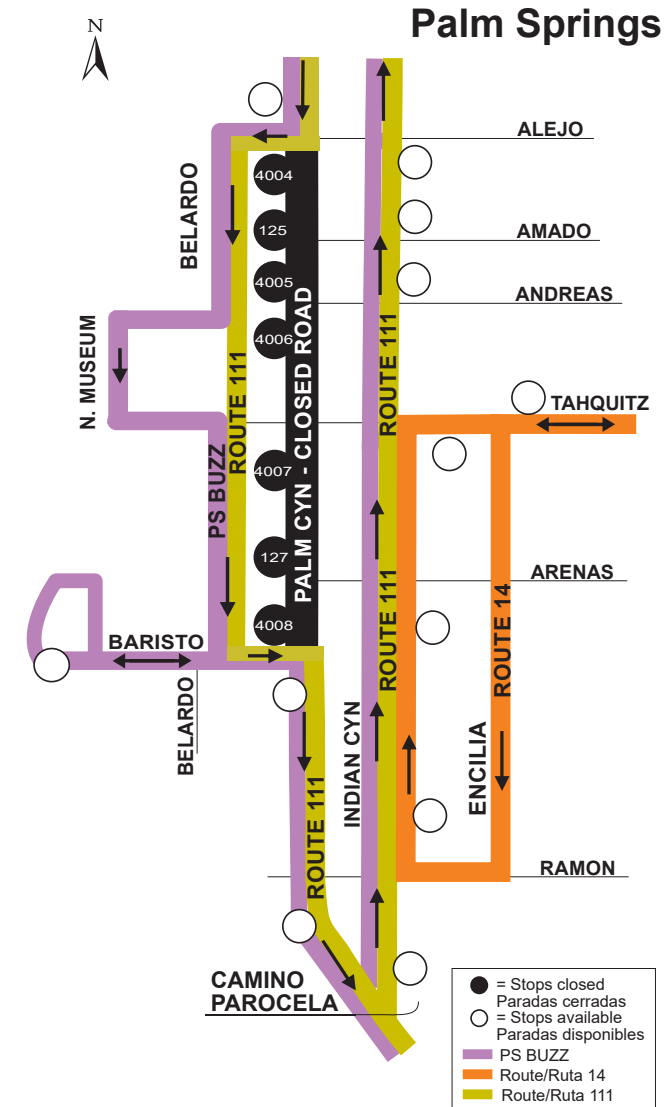 Palm Springs
N
ALEJO
4004
BELARDO
125
AMADO
4005
ANDREAS
4006
N. MUSEUM
ROUTE 111
PALM CYN - CLOSED ROAD
ROUTE 111
TAHQUITZ
PS BUZZ
4007
127
ARENAS
ROUTE 14
4008
BARISTO
ROUTE 111
BELARDO
INDIAN CYN
ENCILIA
ROUTE 111
RAMON
CAMINO
PAROCELA
= Stops closed
Paradas cerradas
= Stops available
Paradas disponibles
PS BUZZ
Route/Ruta 14
Route/Ruta 111